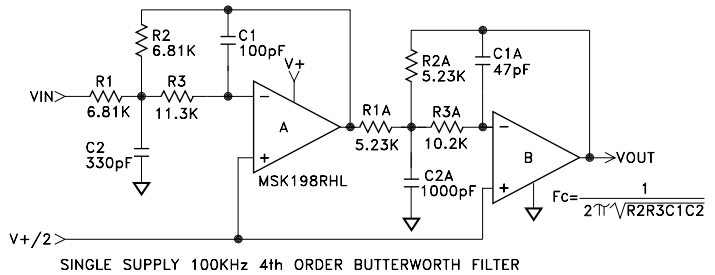 R2
6.81K
C1
100pF
V+
R2A
5.23K
C1A
47pF
VIN
R1
6.81K
R3
11.3K
−
A
+
R1A
5.23K
R3A
10.2K
−
B
+
VOUT
C2
330pF
MSK198RHL
C2A
1000pF
Fc= 1
2π√R2R3C1C2
V+/2
SINGLE SUPPLY 100KHz 4th ORDER BUTTERWORTH FILTER